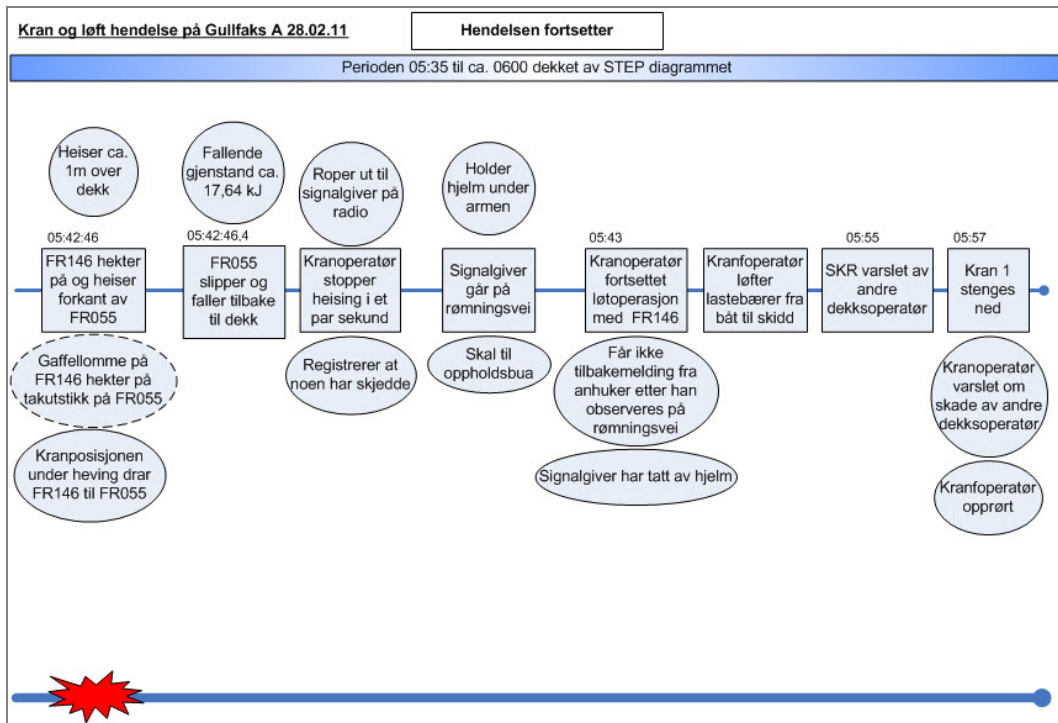 Kran og løft hendelse på Gullfaks A 28.02.11
Hendelsen fortsetter
Perioden 05:35 til ca. 0600 dekket av STEP diagrammet
Heiser ca.
1m over
dekk
Fallende
gjenstand ca.
17,64 kJ
Roper ut til
signalgiver på
radio
Holder
hjelm under
armen
05:42:46
FR146 hekter
på og heiser
forkant av
FR055
05:42:46,4
FR055
slipper og
faller tilbake
til dekk
Kranoperatør
stopper
heising i et
par sekund
Signalgiver
går på
rømningsvei
05:43
Kranoperatør
fortsettet
løtoperasjon
med FR146
Kranfoperatør
løfter
lastebærer fra
båt til skidd
05:55
SKR varslet av
andre
dekksoperatør
05:57
Kran 1
stenges
ned
Gaffellomme på
FR146 hekter på
takutstikk på FR055
Kranposisjonen
under heving drar
FR146 til FR055
Registrerer at
noen har skjedde
Skal til
oppholdsbua
Får ikke
tilbakemelding fra
anhuker etter han
observeres på
rømningsvei
Signalgiver har tatt av hjelm
Kranoperatør
varslet om
skade av andre
dekksoperatør
Kranfoperatør
opprørt